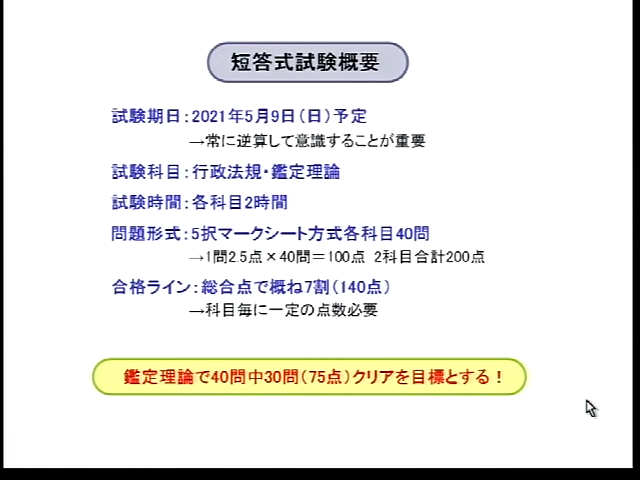 短答式試験概要
試験期日：2021年5月9日（日）予定
→常に逆算して意識することが重要
試験科目：行政法規・鑑定理論
試験時間：各科目2時間
問題形式：5択マークシート方式各科目40問
→1問2.5点×40問＝100点 2科目合計200点
合格ライン：総合点で概ね7割（140点）
→科目毎に一定の点数必要
鑑定理論で40問中30問（75点）クリアを目標とする！